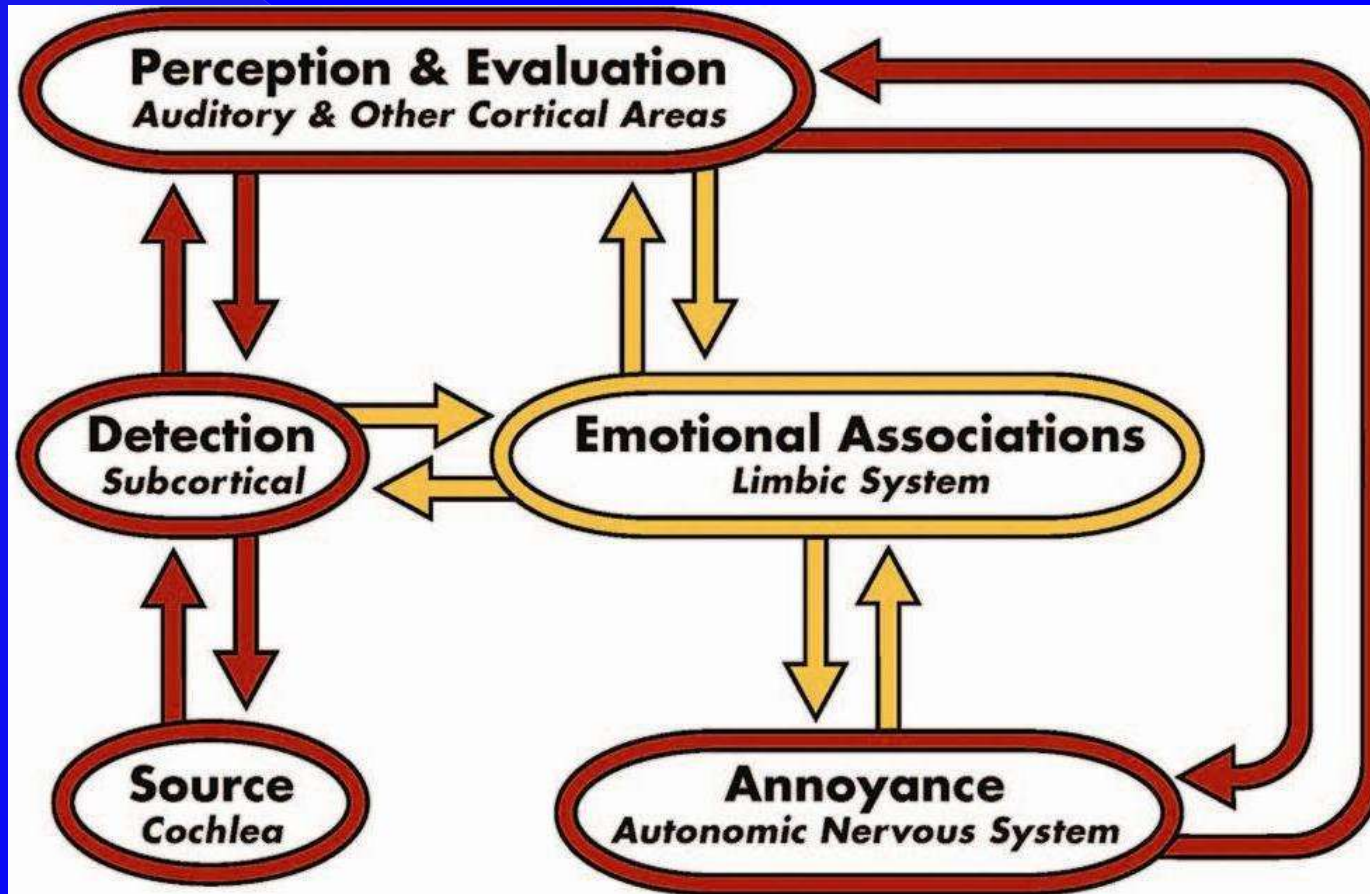 Perception & Evaluation
Auditory & Other Cortical Areas
Detection
Subcortical
Emotional Associations
Limbic System
Source
Cochlea
Annoyance
Autonomic Nervous System